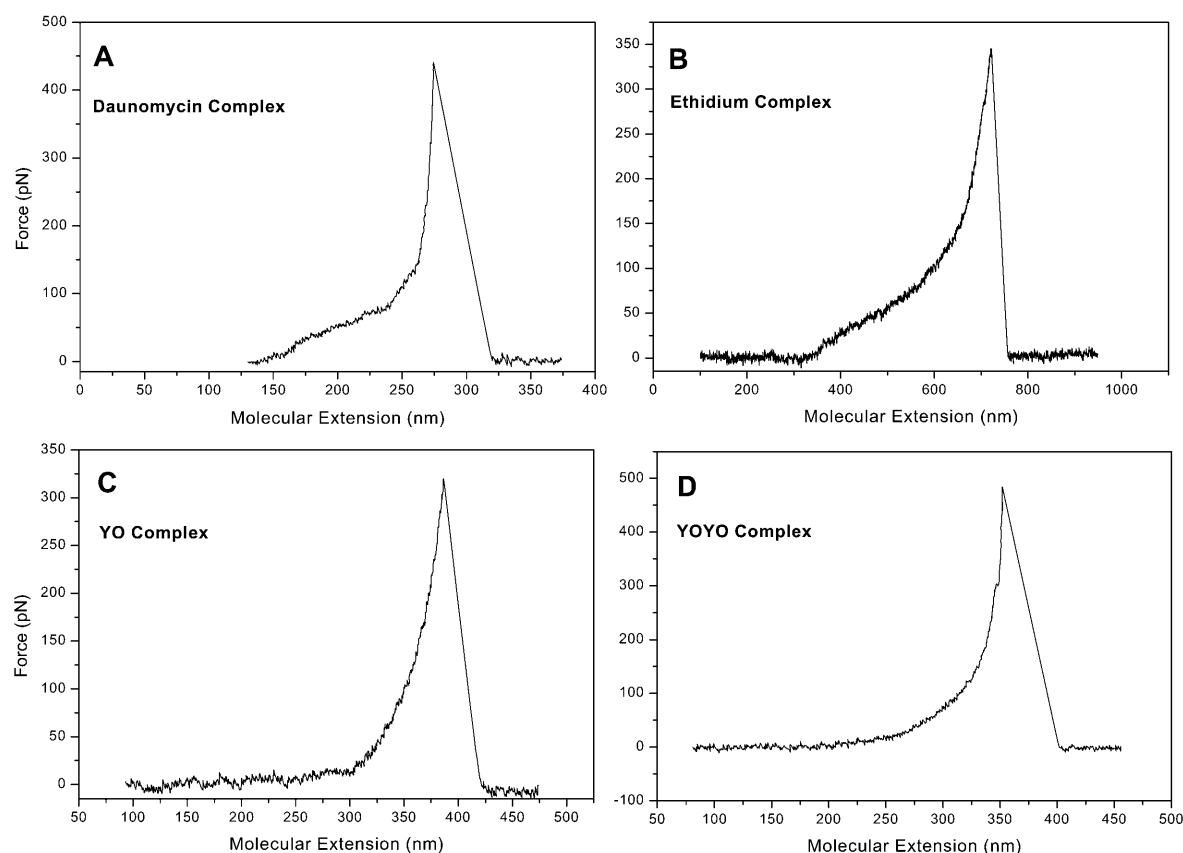 A
Daunomycin Complex
Force (pN)
500
400
300
200
100
0
0 50 100 150 200 250 300 350 400
Molecular Extension (nm)
B
Ethidium Complex
350
300
250
200
150
100
50
0
0 200 400 600 800 1000
Molecular Extension (nm)
C
YO Complex
Force (pN)
350
300
250
200
150
100
50
0
50 100 150 200 250 300 350 400 450 500 550
Molecular Extension (nm)
D
YOYO Complex
500
400
300
200
100
0
-100
50 100 150 200 250 300 350 400 450 500
Molecular Extension (nm)